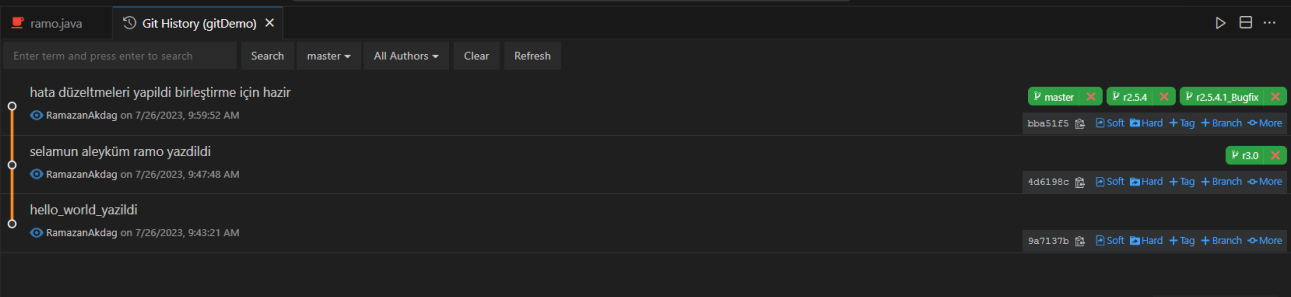 ramo.java Git History (gitDemo)
Enter term and press enter to search Search master All Authors Clear Refresh
hata düzeltmeleri yapildi birleştirme için hazir
master r2.5.4 r2.5.4.1_Bugfix
RamazanAkdag on 7/26/2023, 9:59:52 AM
bba51f5 Soft Hard +Tag +Branch More
selamun aleyküm ramo yazdildi
r3.0
RamazanAkdag on 7/26/2023, 9:47:48 AM
4d6198c Soft Hard +Tag +Branch More
hello_world_yazildi
RamazanAkdag on 7/26/2023, 9:43:21 AM
9a7137b Soft Hard +Tag +Branch More